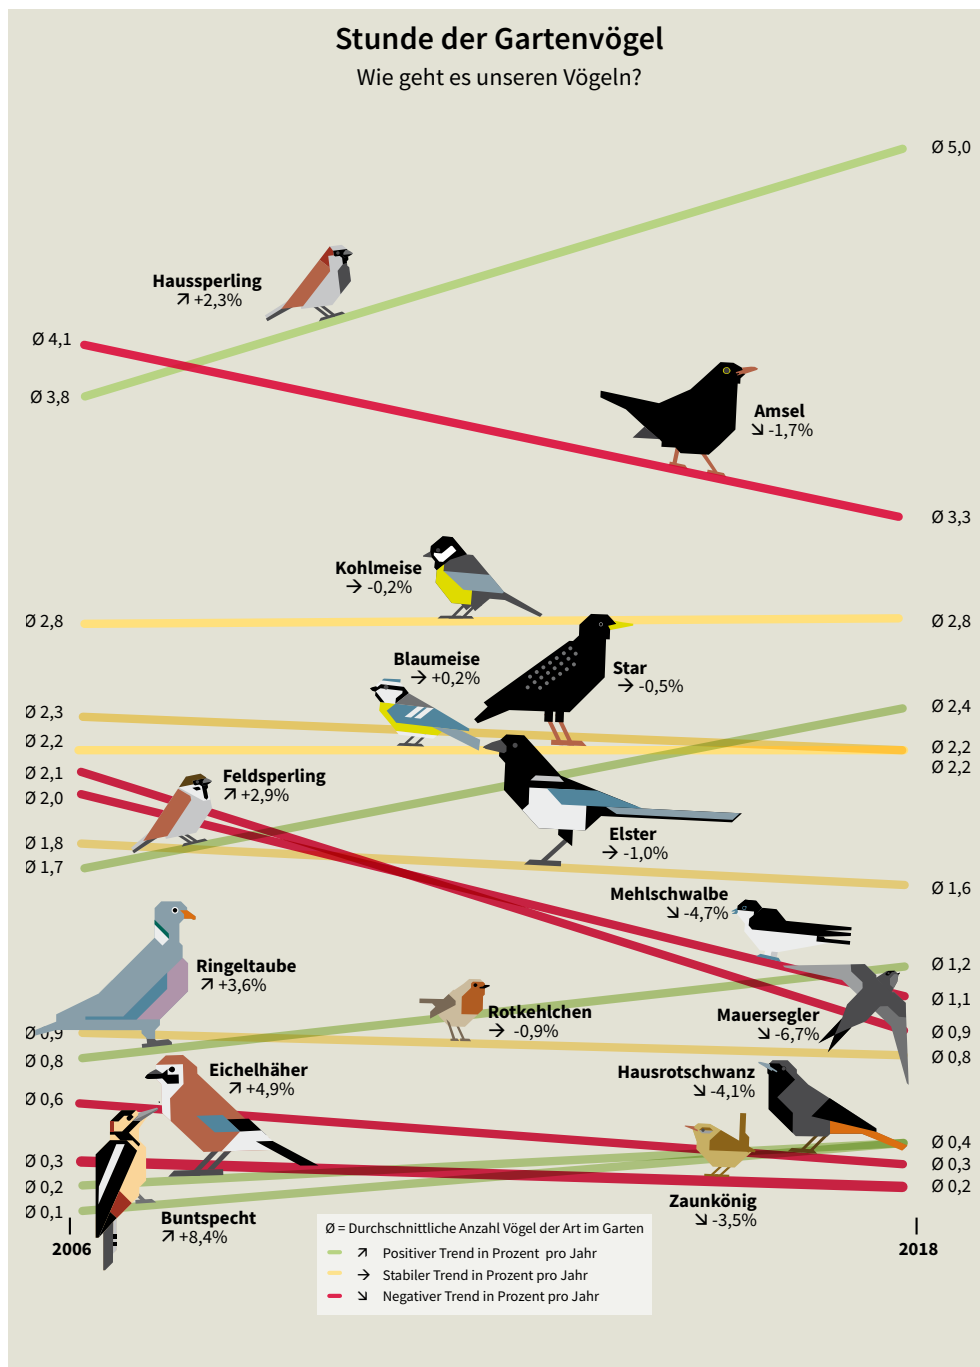 Stunde der Gartenvögel
Wie geht es unseren Vögeln?
Ø 5,0
Haussperling
↗ +2,3%
Ø 4,1
Ø 3,8
Amsel
↘ -1,7%
Ø 3,3
Kohlmeise
→ -0,2%
Ø 2,8
Ø 2,8
Blaumeise
→ +0,2%
Star
→ -0,5%
Ø 2,3
Ø 2,4
Ø 2,2
Ø 2,2
Ø 2,2
Ø 2,1
Feldsperling
↗ +2,9%
Ø 2,0
Elster
→ -1,0%
Ø 1,8
Ø 1,7
Ø 1,6
Mehlschwalbe
↘ -4,7%
Ringeltaube
↗ +3,6%
Ø 1,2
Ø 1,1
Rotkehlchen
→ -0,9%
Mauersegler
↘ -6,7%
Ø 0,9
Ø 0,9
Ø 0,8
Ø 0,8
Eichelhäher
↗ +4,9%
Hausrotschwanz
↘ -4,1%
Ø 0,6
Ø 0,4
Ø 0,3
Ø 0,3
Ø 0,2
Ø 0,2
Ø 0,1
Zaunkönig
↘ -3,5%
Buntspecht
↗ +8,4%
2006
2018
Ø = Durchschnittliche Anzahl Vögel der Art im Garten
↗ Positiver Trend in Prozent pro Jahr
→ Stabiler Trend in Prozent pro Jahr
↘ Negativer Trend in Prozent pro Jahr